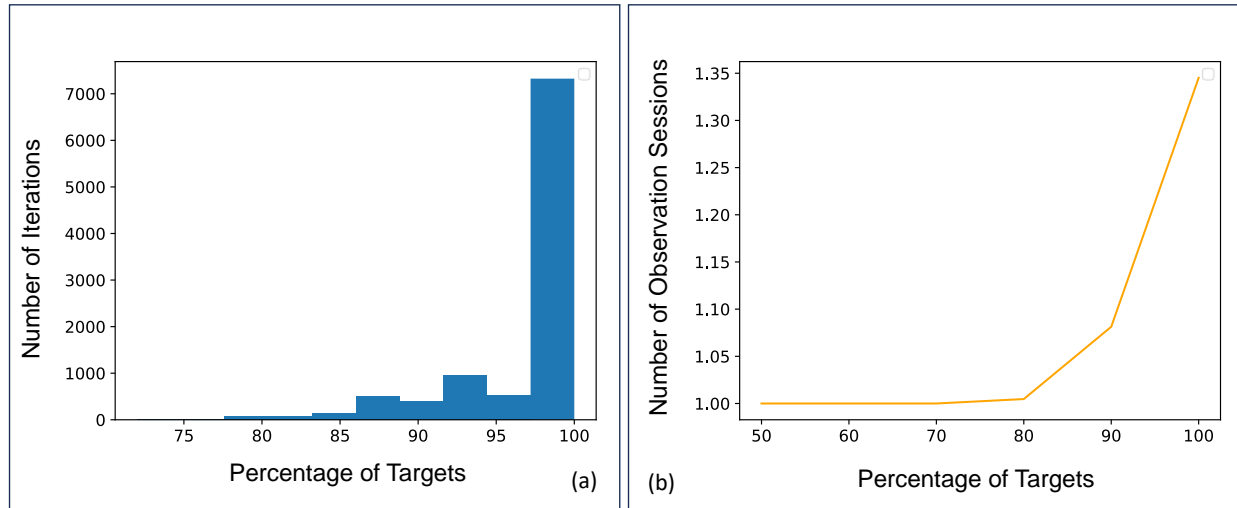 7000
6000
5000
4000
3000
2000
1000
0
Number of Iterations
75 80 85 90 95 100
Percentage of Targets
(a)
1.35
1.30
1.25
1.20
1.15
1.10
1.05
1.00
Number of Observation Sessions
50 60 70 80 90 100
Percentage of Targets
(b)